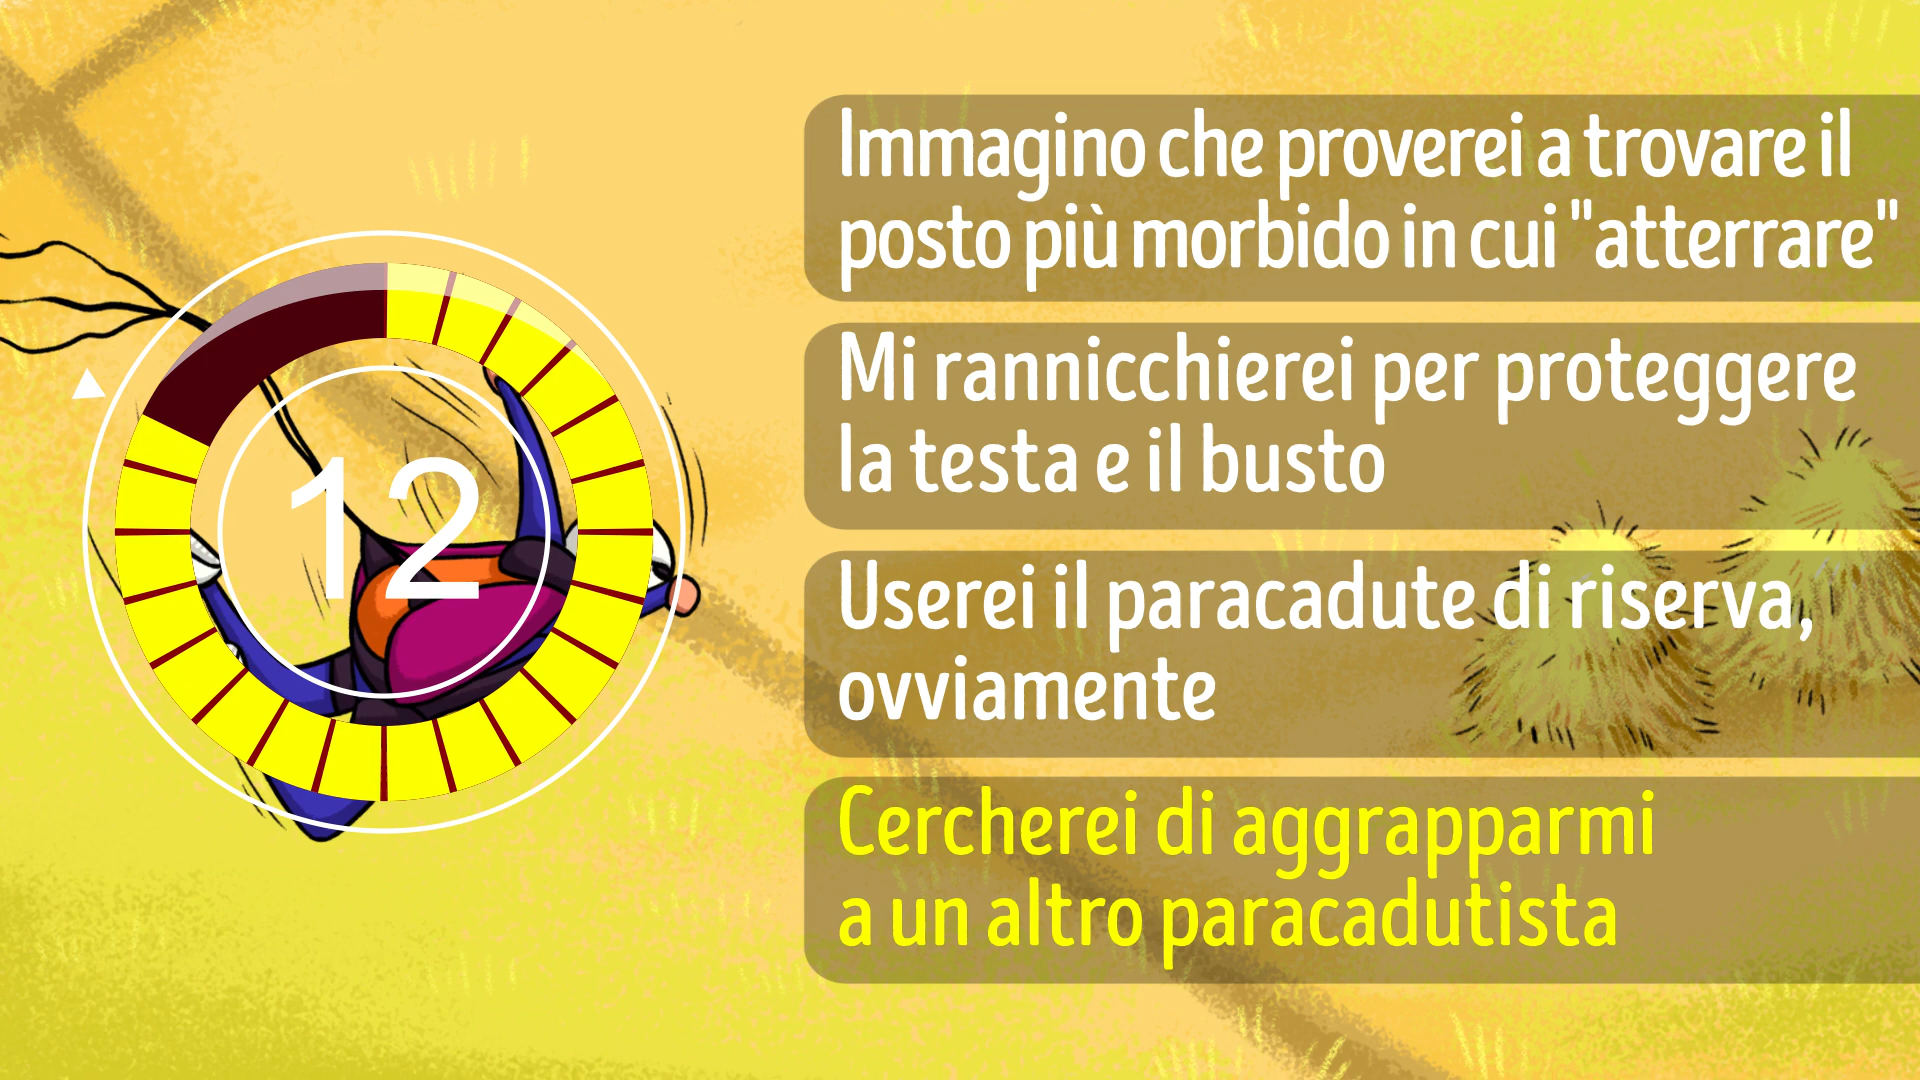 12
Immagino che proverei a trovare il
posto più morbido in cui "atterrare"
Mi rannicchierei per proteggere
la testa e il busto
Userei il paracadute di riserva,
ovviamente
Cercherei di aggrapparmi
a un altro paracadutista